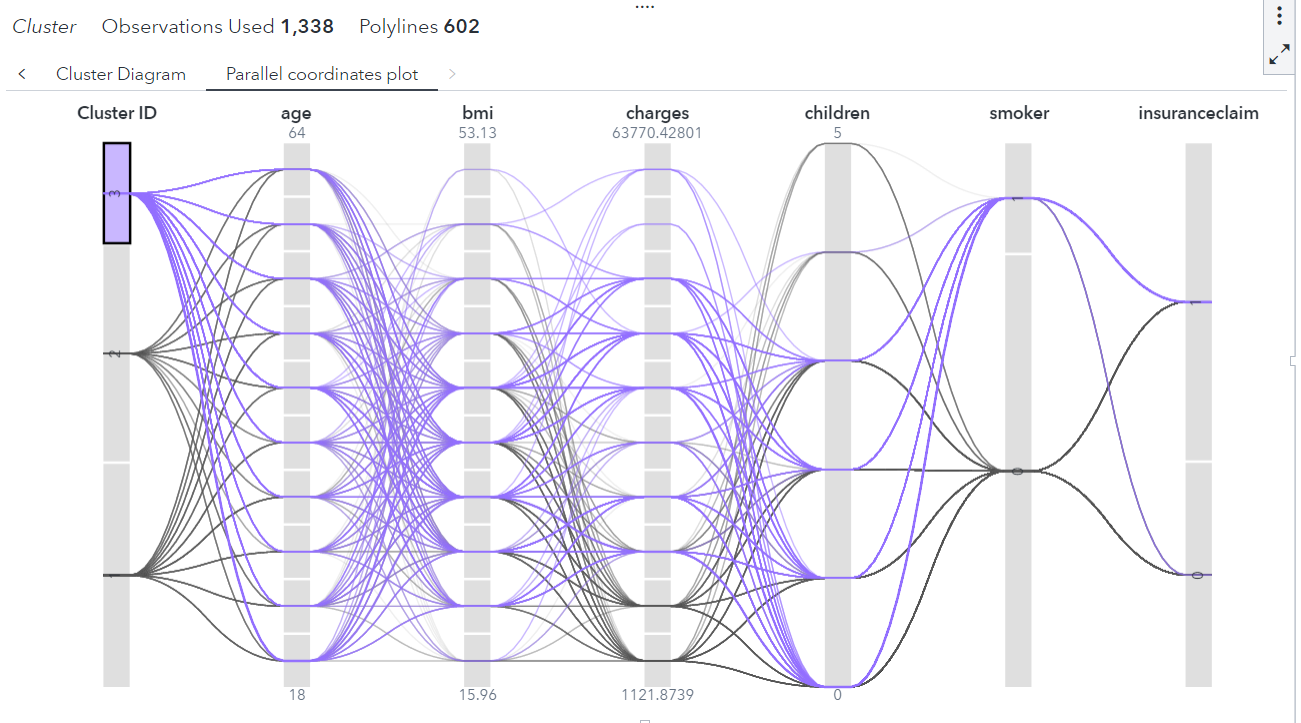 Cluster Observations Used 1,338 Polylines 602
< Cluster Diagram Parallel coordinates plot >
Cluster ID age bmi charges children smoker insuranceclaim
64 53.13 63770.42801 5
3
1
1
2
0
1
0
18 15.96 1121.8739 0